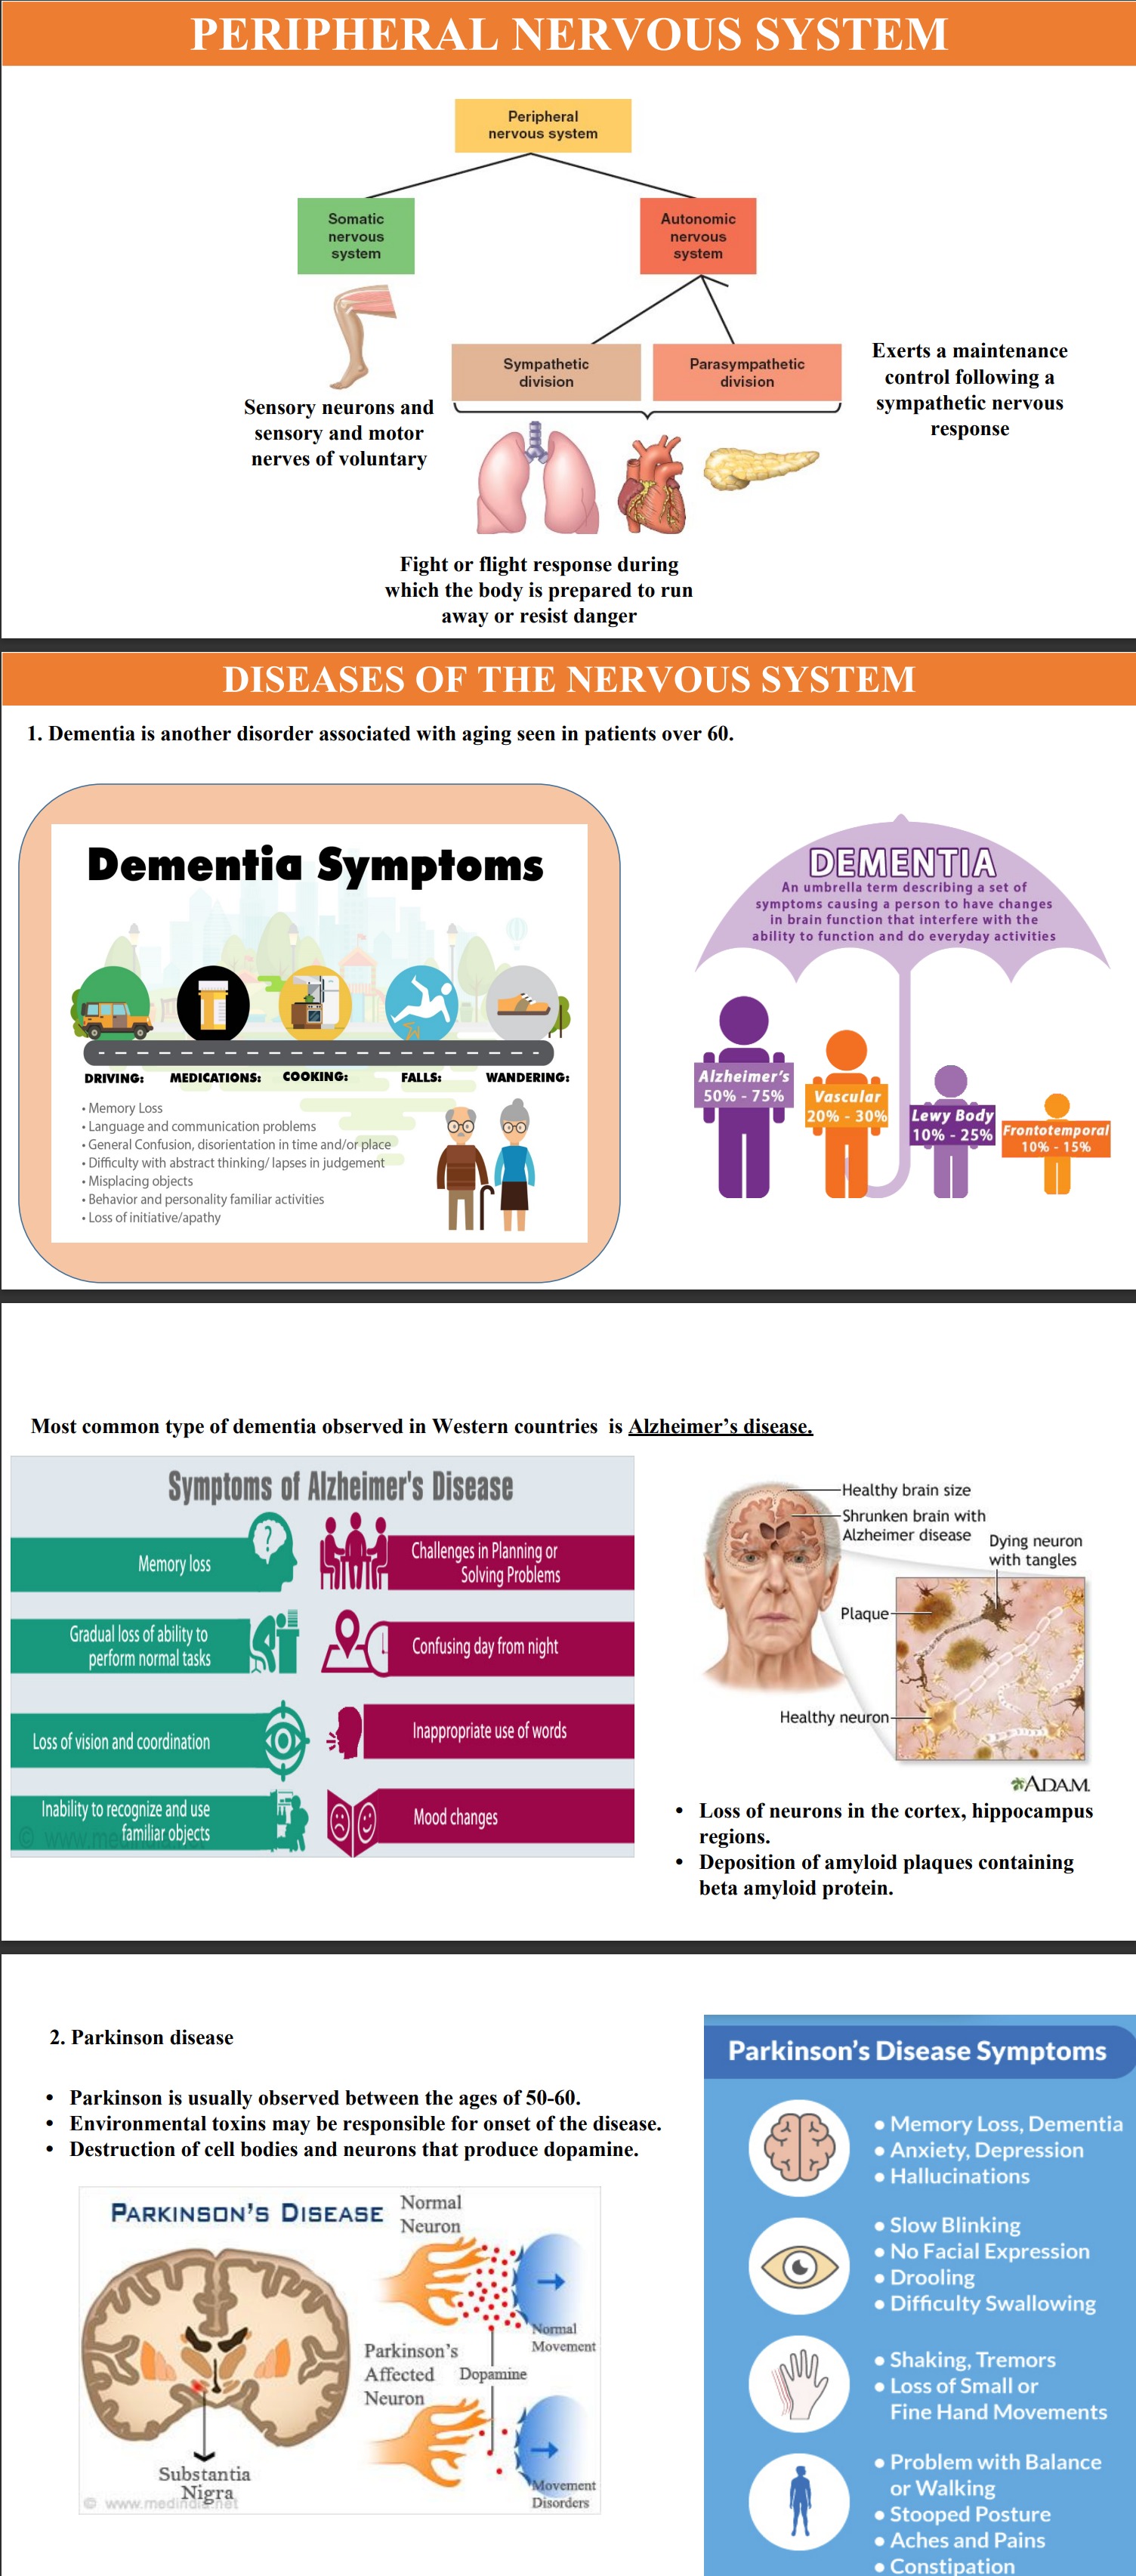 PERIPHERAL NERVOUS SYSTEM
Peripheral
nervous system
Somatic
nervous
system
Autonomic
nervous
system
Sympathetic
division
Parasympathetic
division
Exerts a maintenance
control following a
sympathetic nervous
response
Sensory neurons and
sensory and motor
nerves of voluntary
Fight or flight response during
which the body is prepared to run
away or resist danger
DISEASES OF THE NERVOUS SYSTEM
1. Dementia is another disorder associated with aging seen in patients over 60.
Dementia Symptoms
DRIVING: MEDICATIONS: COOKING: FALLS: WANDERING:
• Memory Loss
• Language and communication problems
• General Confusion, disorientation in time and/or place
• Difficulty with abstract thinking/ lapses in judgement
• Misplacing objects
• Behavior and personality familiar activities
• Loss of initiative/apathy
DEMENTIA
An umbrella term describing a set of
symptoms causing a person to have changes
in brain function that interfere with the
ability to function and do everyday activities
Alzheimer's
50% - 75%
Vascular
20% - 30%
Lewy Body
10% - 25%
Frontotemporal
10% - 15%
Most common type of dementia observed in Western countries is Alzheimer's disease.
Symptoms of Alzheimer's Disease
Memory loss
Challenges in Planning or
Solving Problems
Gradual loss of ability to
perform normal tasks
Confusing day from night
Loss of vision and coordination
Inappropriate use of words
Inability to recognize and use
familiar objects
Mood changes
© www.medindia.net
Healthy brain size
Shrunken brain with
Alzheimer disease
Dying neuron
with tangles
Plaque
Healthy neuron
ADAM.
• Loss of neurons in the cortex, hippocampus
regions.
• Deposition of amyloid plaques containing
beta amyloid protein.
2. Parkinson disease
• Parkinson is usually observed between the ages of 50-60.
• Environmental toxins may be responsible for onset of the disease.
• Destruction of cell bodies and neurons that produce dopamine.
PARKINSON'S DISEASE
Normal
Neuron
Normal
Movement
Parkinson's
Affected
Neuron
Dopamine
Movement
Disorders
Substantia
Nigra
© www.medindia.net
Parkinson's Disease Symptoms
• Memory Loss, Dementia
• Anxiety, Depression
• Hallucinations
• Slow Blinking
• No Facial Expression
• Drooling
• Difficulty Swallowing
• Shaking, Tremors
• Loss of Small or
Fine Hand Movements
• Problem with Balance
or Walking
• Stooped Posture
• Aches and Pains
• Constipation